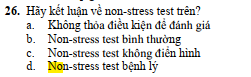 26. Hãy kết luận về non-stress test trên?
a. Không thỏa điều kiện để đánh giá
b. Non-stress test bình thường
c. Non-stress test không điển hình
d. Non-stress test bệnh lý